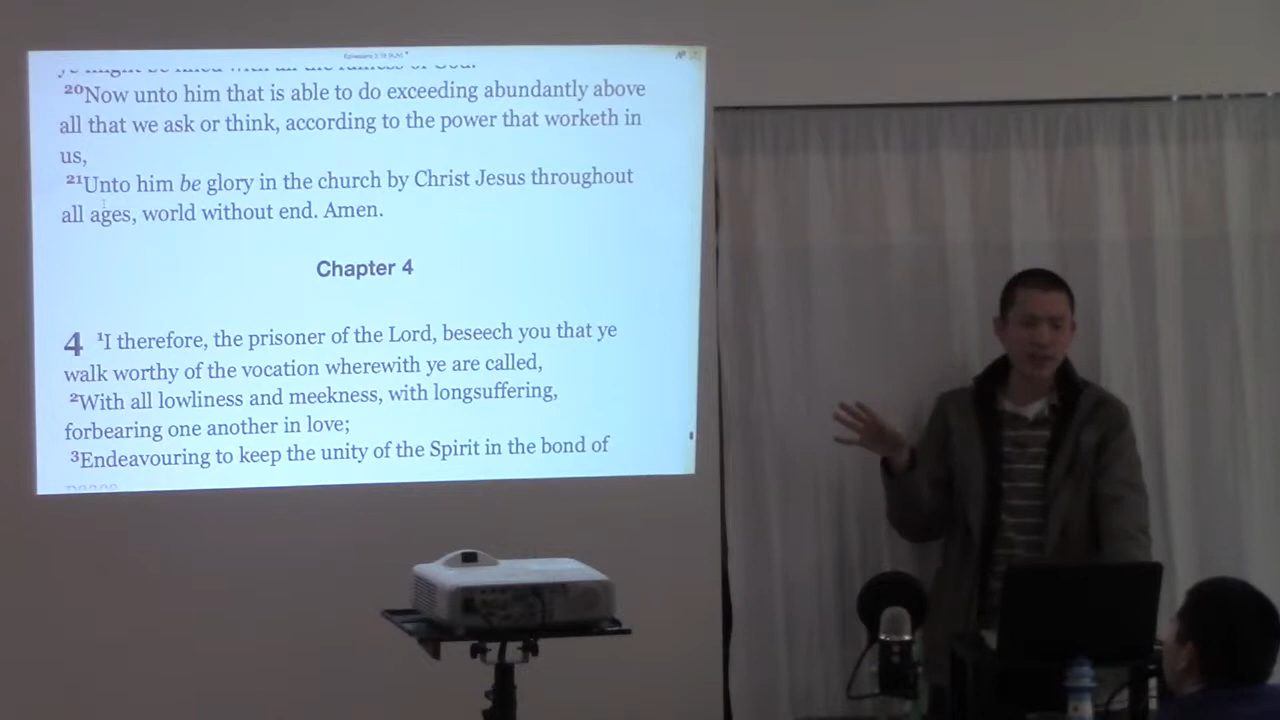 20Now unto him that is able to do exceeding abundantly above
all that we ask or think, according to the power that worketh in
us,
21Unto him be glory in the church by Christ Jesus throughout
all ages, world without end. Amen.
Chapter 4
4 1I therefore, the prisoner of the Lord, beseech you that ye
walk worthy of the vocation wherewith ye are called,
2With all lowliness and meekness, with longsuffering,
forbearing one another in love;
3Endeavouring to keep the unity of the Spirit in the bond of